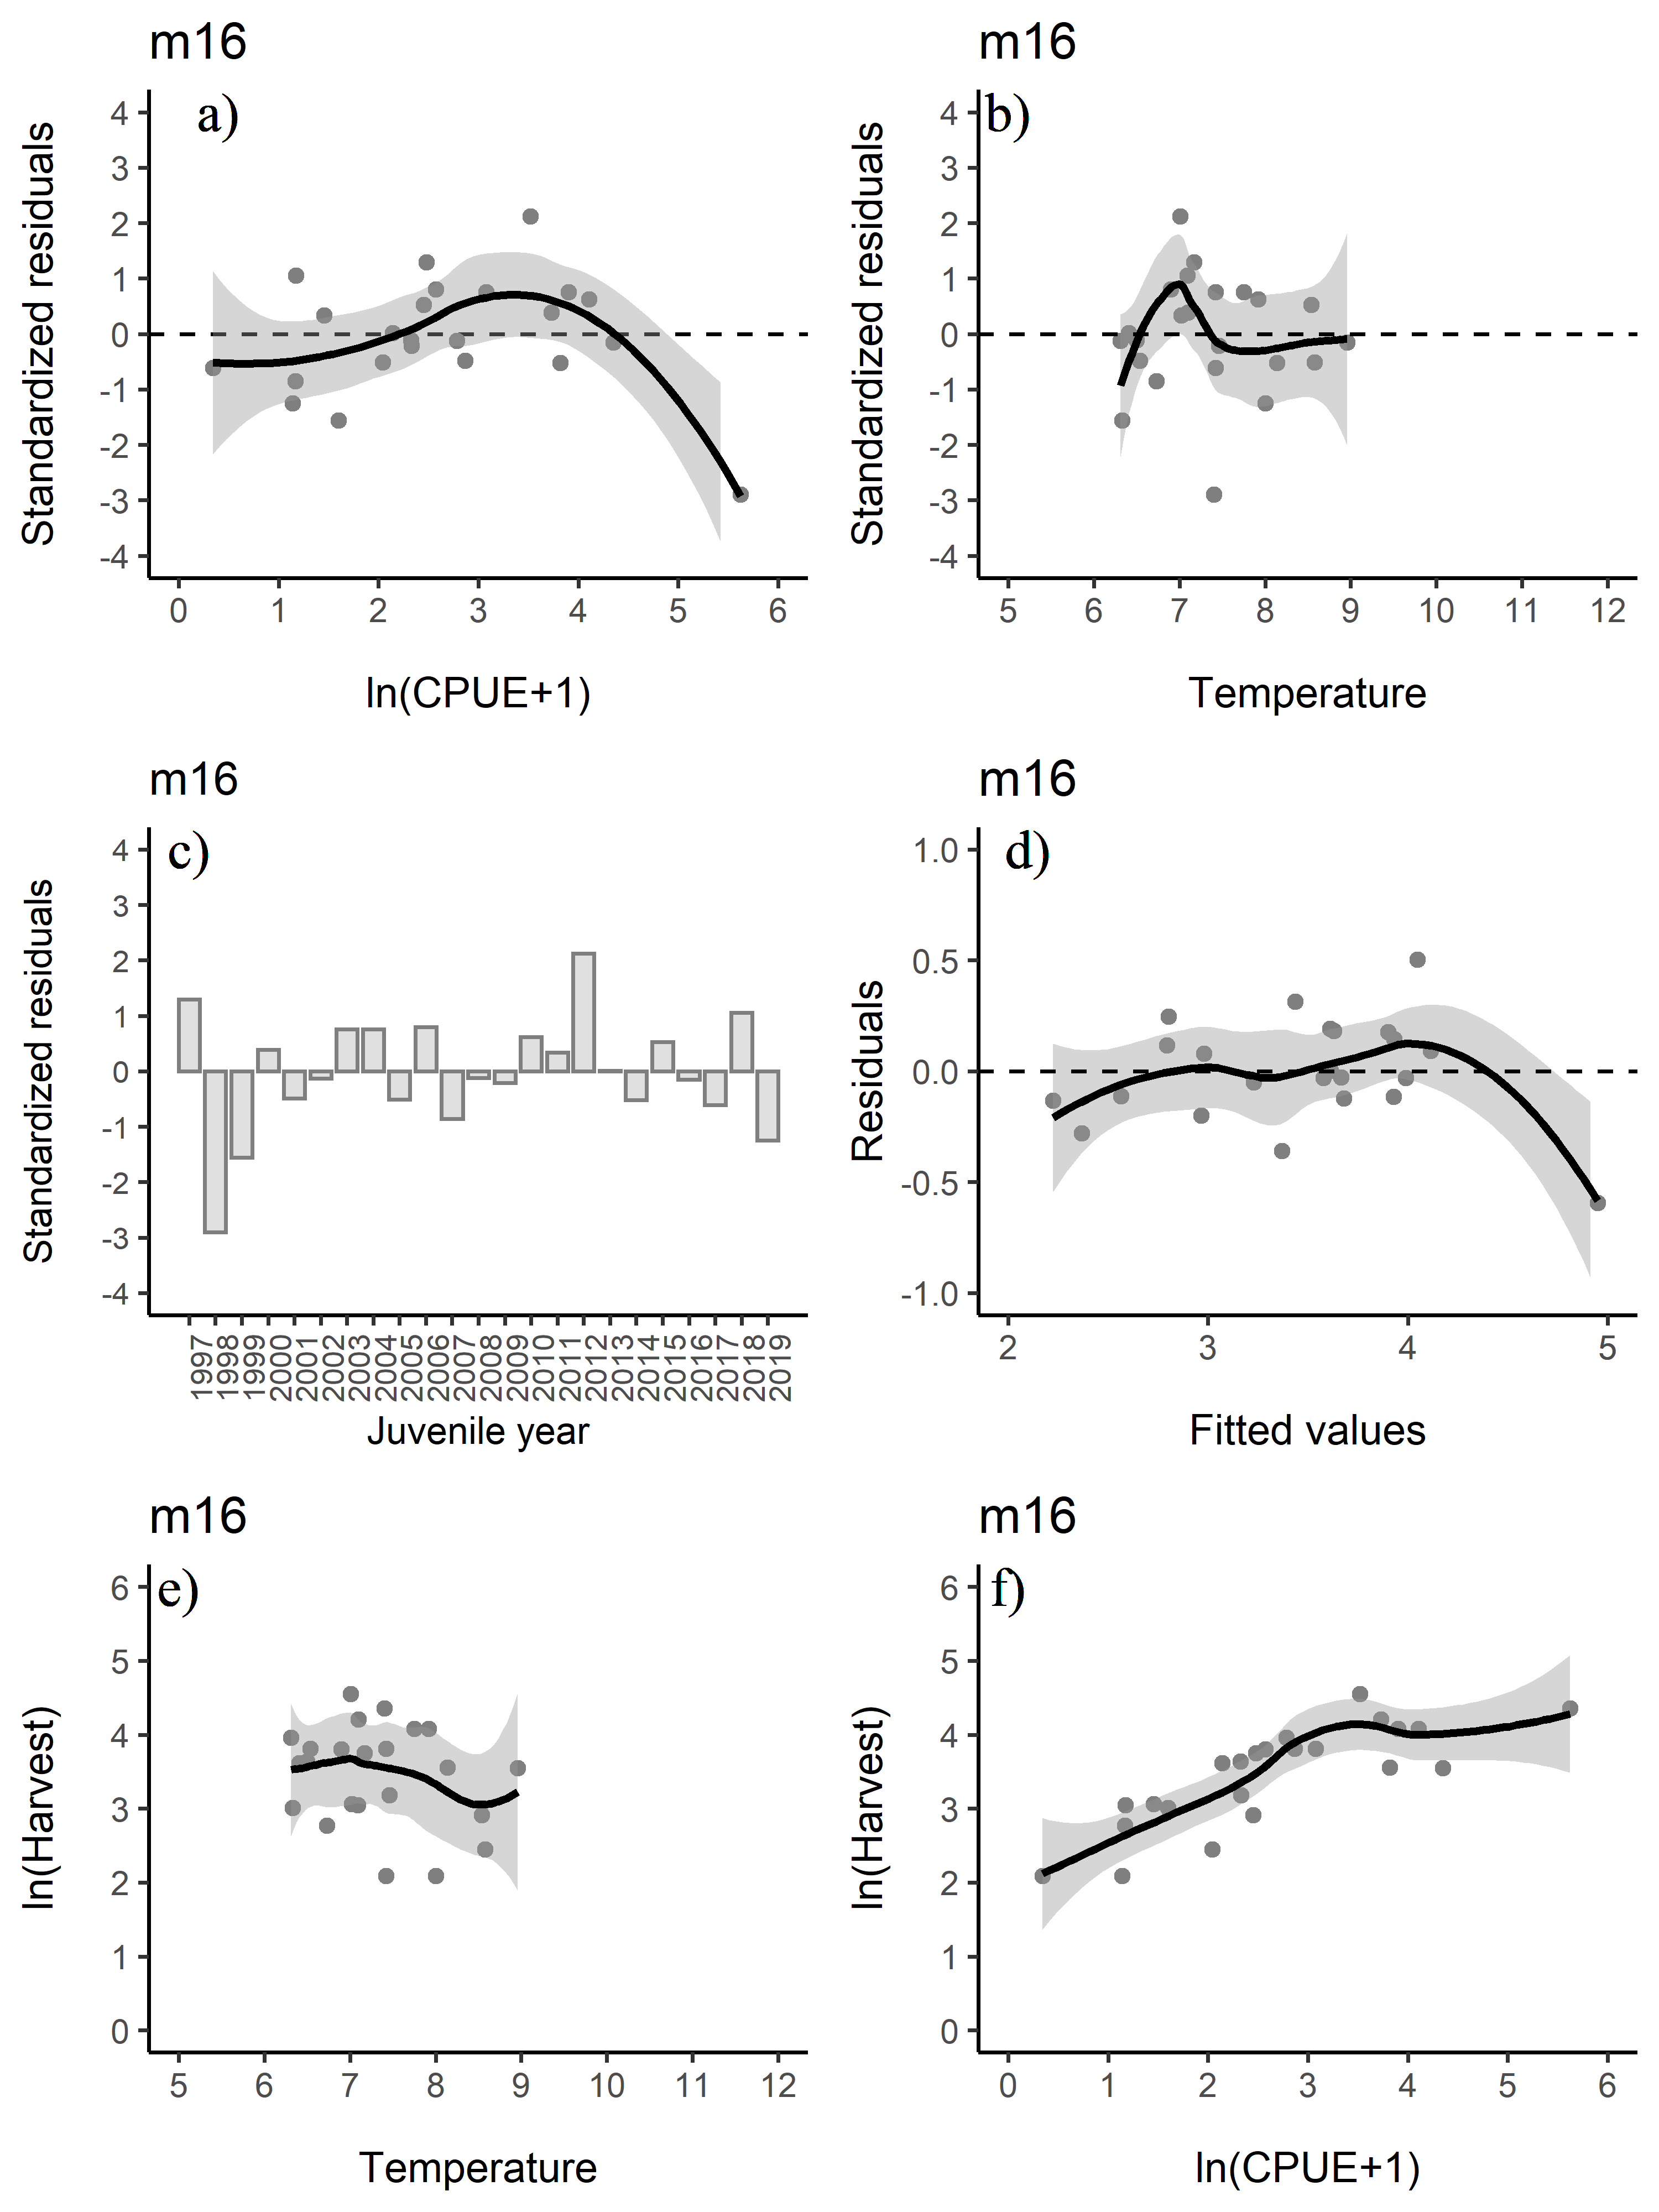 m16
a)
Standardized residuals
4
3
2
1
0
-1
-2
-3
-4
0 1 2 3 4 5 6
ln(CPUE+1)
m16
b)
Standardized residuals
4
3
2
1
0
-1
-2
-3
-4
5 6 7 8 9 10 11 12
Temperature
m16
c)
Standardized residuals
4
3
2
1
0
-1
-2
-3
-4
1997 1998 1999 2000 2001 2002 2003 2004 2005 2006 2007 2008 2009 2010 2011 2012 2013 2014 2015 2016 2017 2018 2019
Juvenile year
m16
d)
Residuals
1.0
0.5
0.0
-0.5
-1.0
2 3 4 5
Fitted values
m16
e)
ln(Harvest)
6
5
4
3
2
1
0
5 6 7 8 9 10 11 12
Temperature
m16
f)
ln(Harvest)
6
5
4
3
2
1
0
0 1 2 3 4 5 6
ln(CPUE+1)